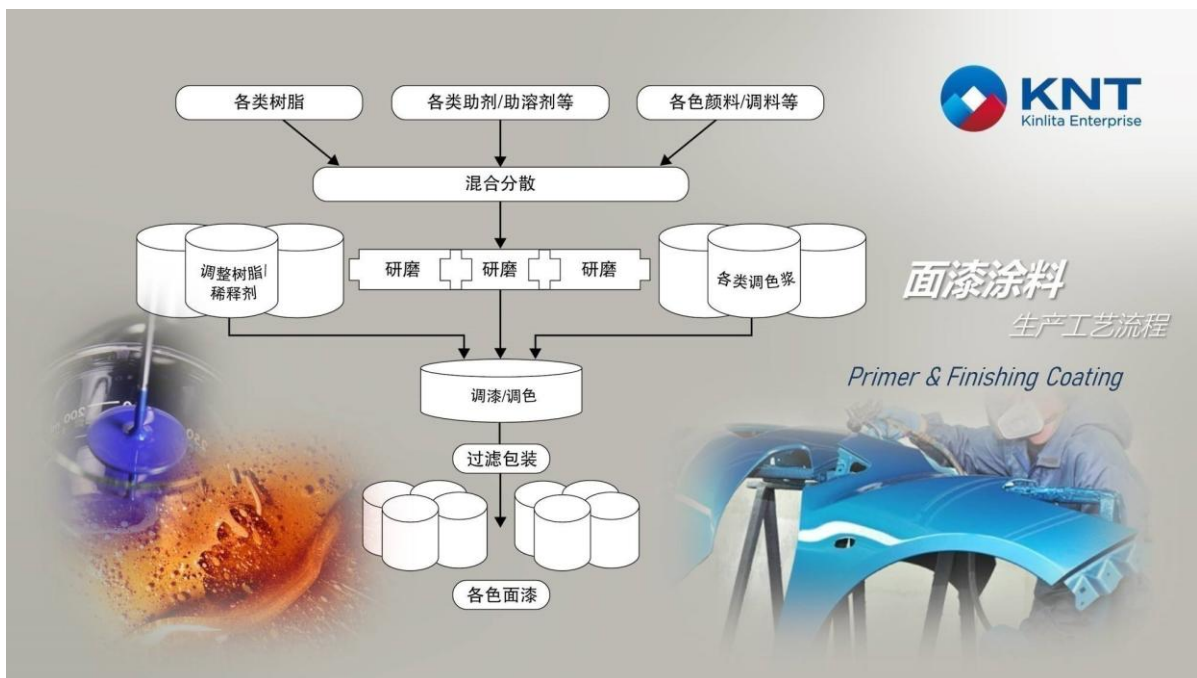 KNT
Kinlita Enterprise
各类树脂
各类助剂/助溶剂等
各色颜料/调料等
混合分散
调整树脂/
稀释剂
研磨
研磨
研磨
各类调色浆
面漆涂料
生产工艺流程
Primer & Finishing Coating
调漆/调色
过滤包装
各色面漆
200
250